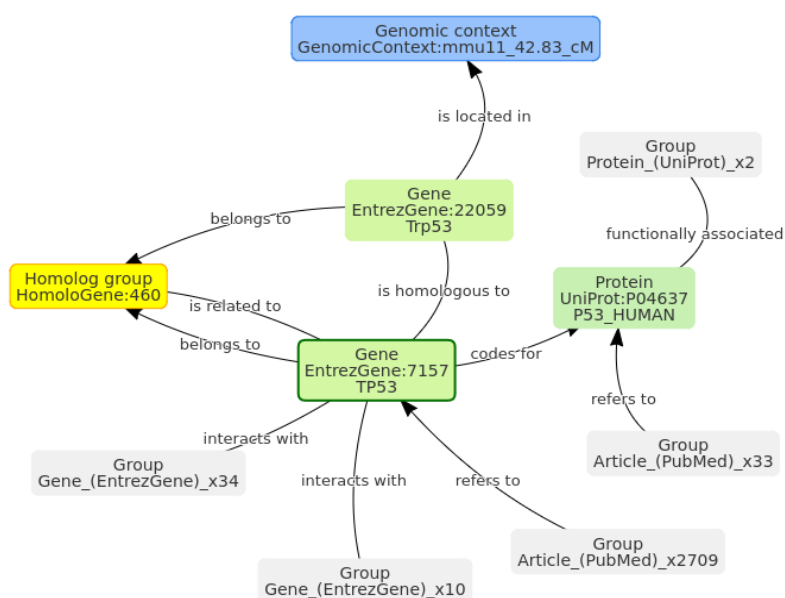 Genomic context
GenomicContext:mmu11_42.83_cM
is located in
Group
Protein_(UniProt)_x2
Gene
EntrezGene:22059
Trp53
belongs to
functionally associated
Homolog group
HomoloGene:460
is homologous to
Protein
UniProt:P04637
P53_HUMAN
is related to
belongs to
Gene
EntrezGene:7157
TP53
codes for
refers to
interacts with
Group
Article_(PubMed)_x33
Group
Gene_(EntrezGene)_x34
interacts with
refers to
Group
Article_(PubMed)_x2709
Group
Gene_(EntrezGene)_x10